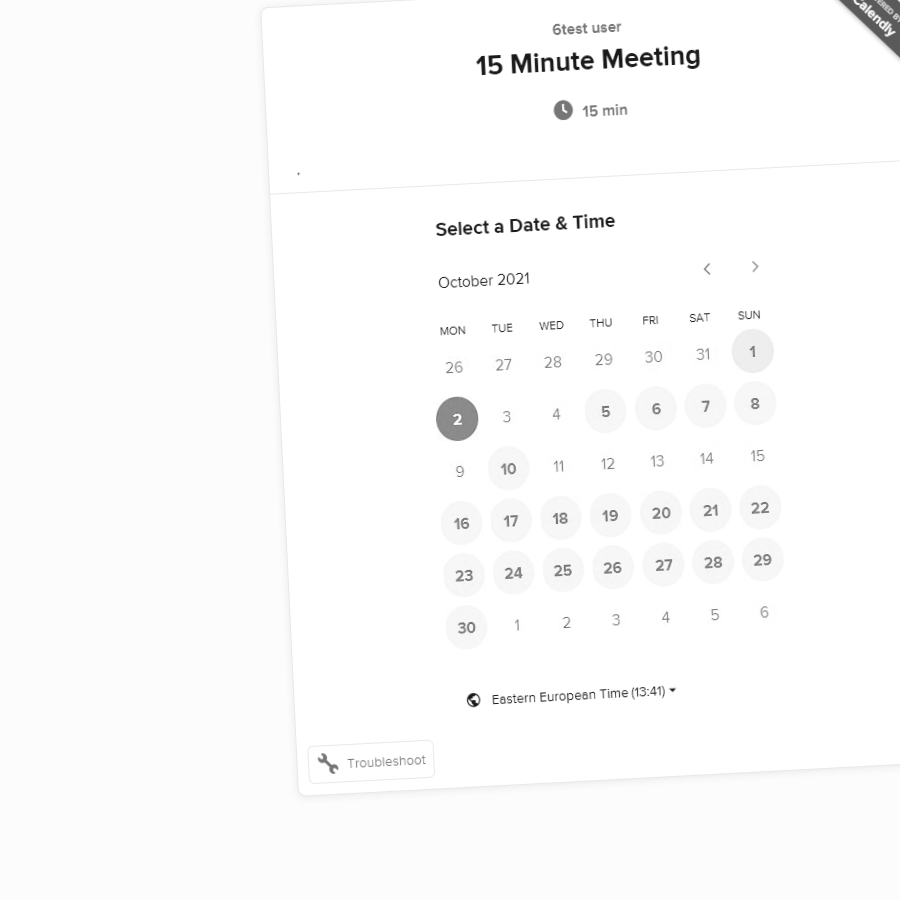 6test user
15 Minute Meeting
15 min
Calendly
.
Select a Date & Time
October 2021
MON TUE WED THU FRI SAT SUN
26 27 28 29 30 31 1
2 3 4 5 6 7 8
9 10 11 12 13 14 15
16 17 18 19 20 21 22
23 24 25 26 27 28 29
30 1 2 3 4 5 6
Eastern European Time (13:41)
Troubleshoot